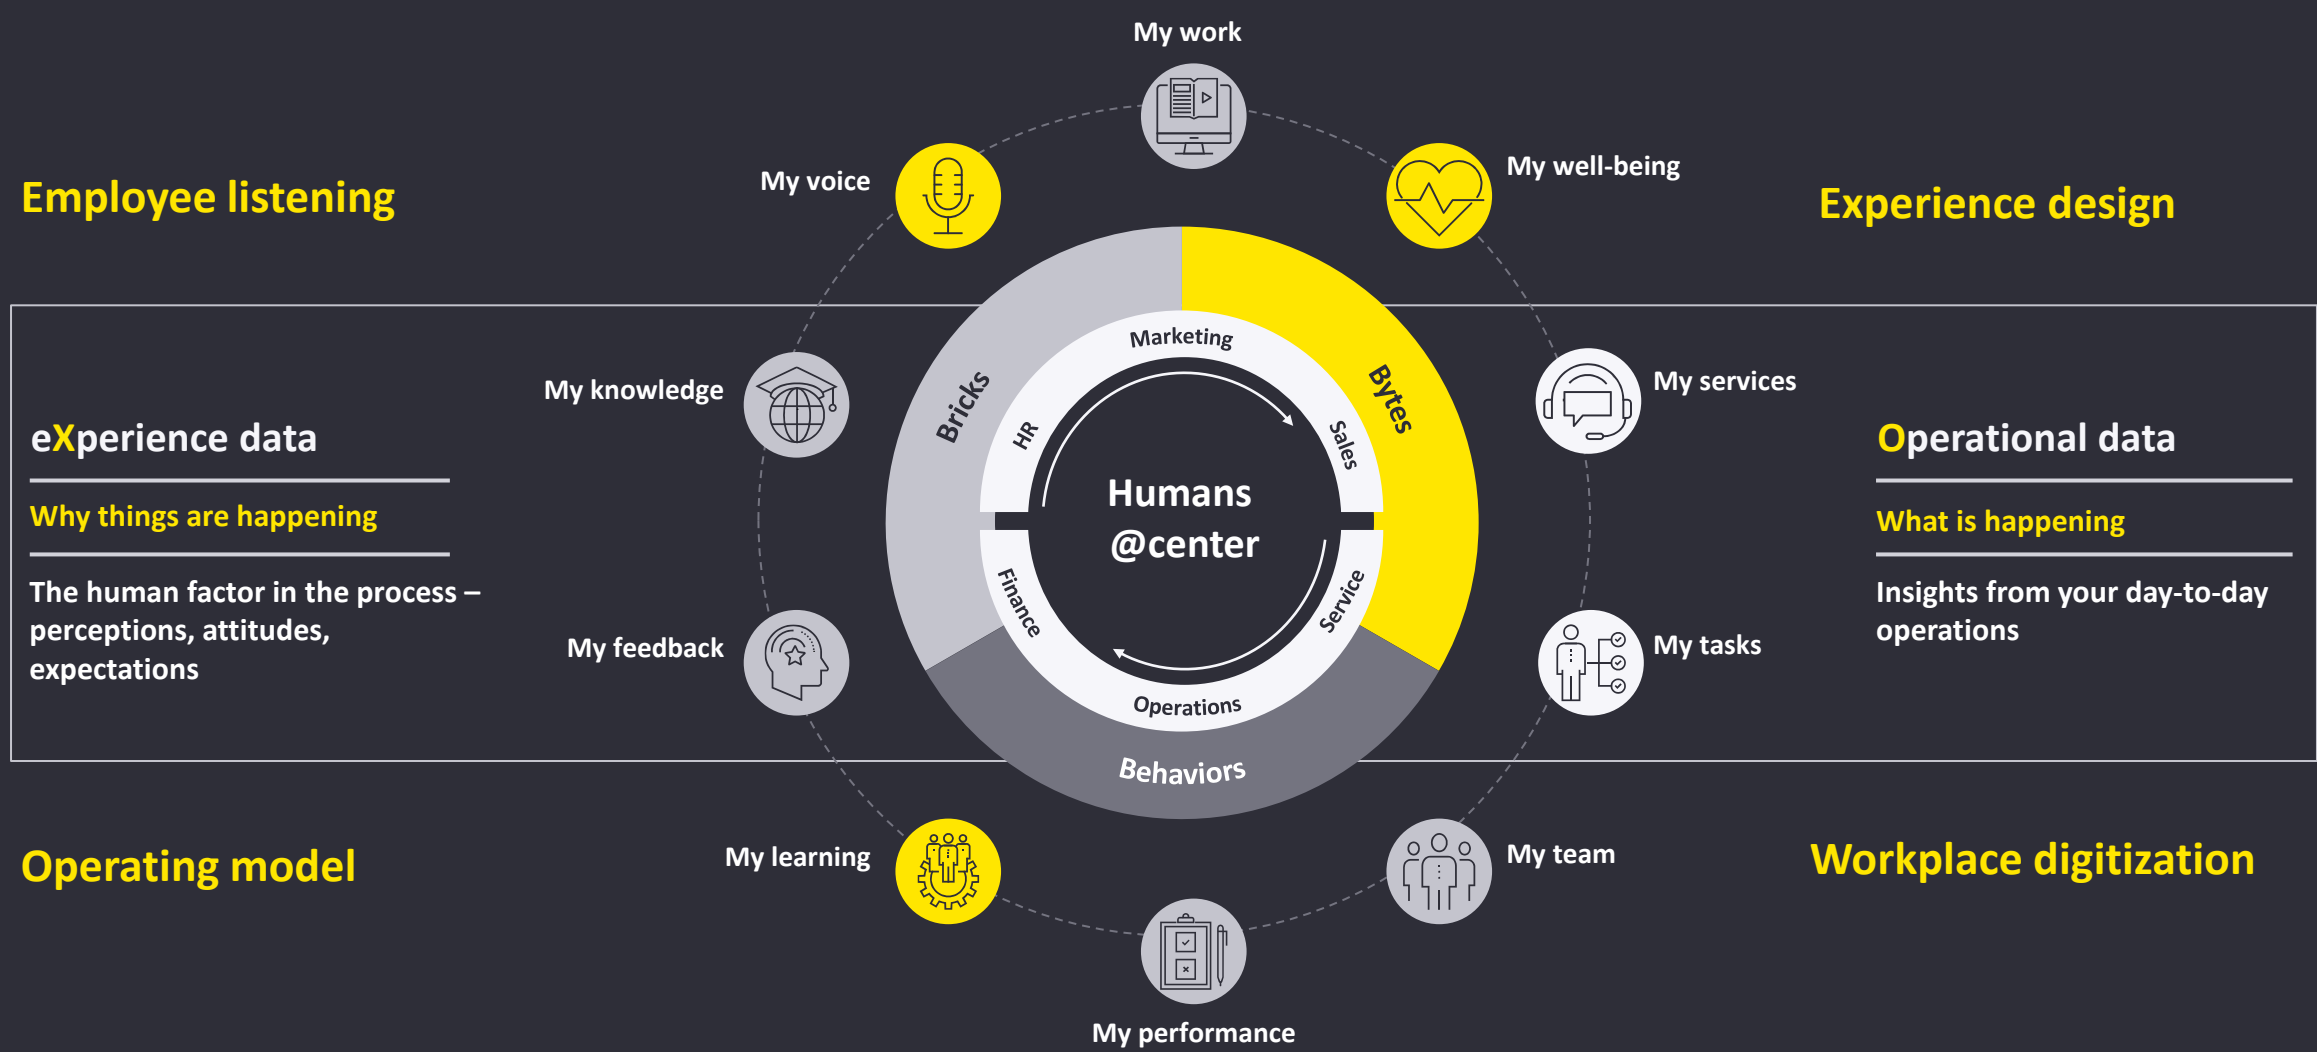 My work
My voice
My well-being
Employee listening
Experience design
Marketing
Bricks
Bytes
HR
Sales
My knowledge
My services
eXperience data
Operational data
Why things are happening
What is happening
Humans
@center
The human factor in the process –
perceptions, attitudes,
expectations
Insights from your day-to-day
operations
Finance
Service
My feedback
My tasks
Operations
Behaviors
Operating model
My learning
My team
Workplace digitization
My performance